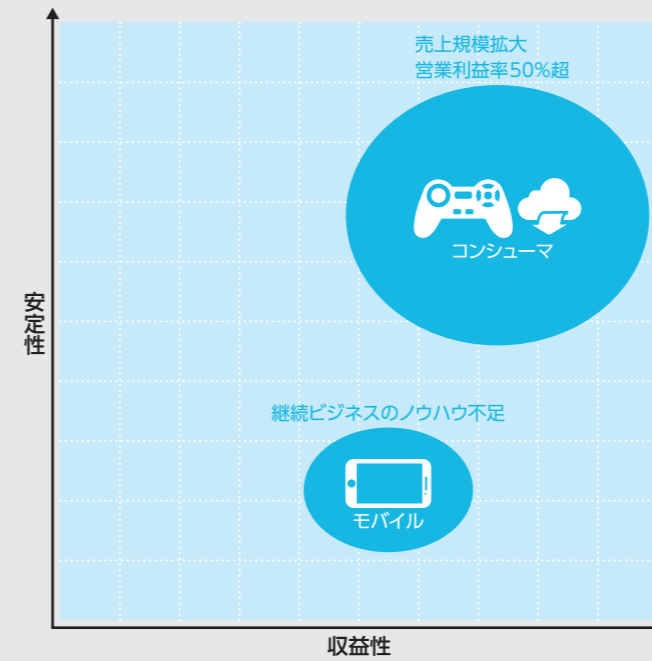 売上規模拡大
営業利益率50%超
コンシューマ
安定性
継続ビジネスのノウハウ不足
モバイル
収益性